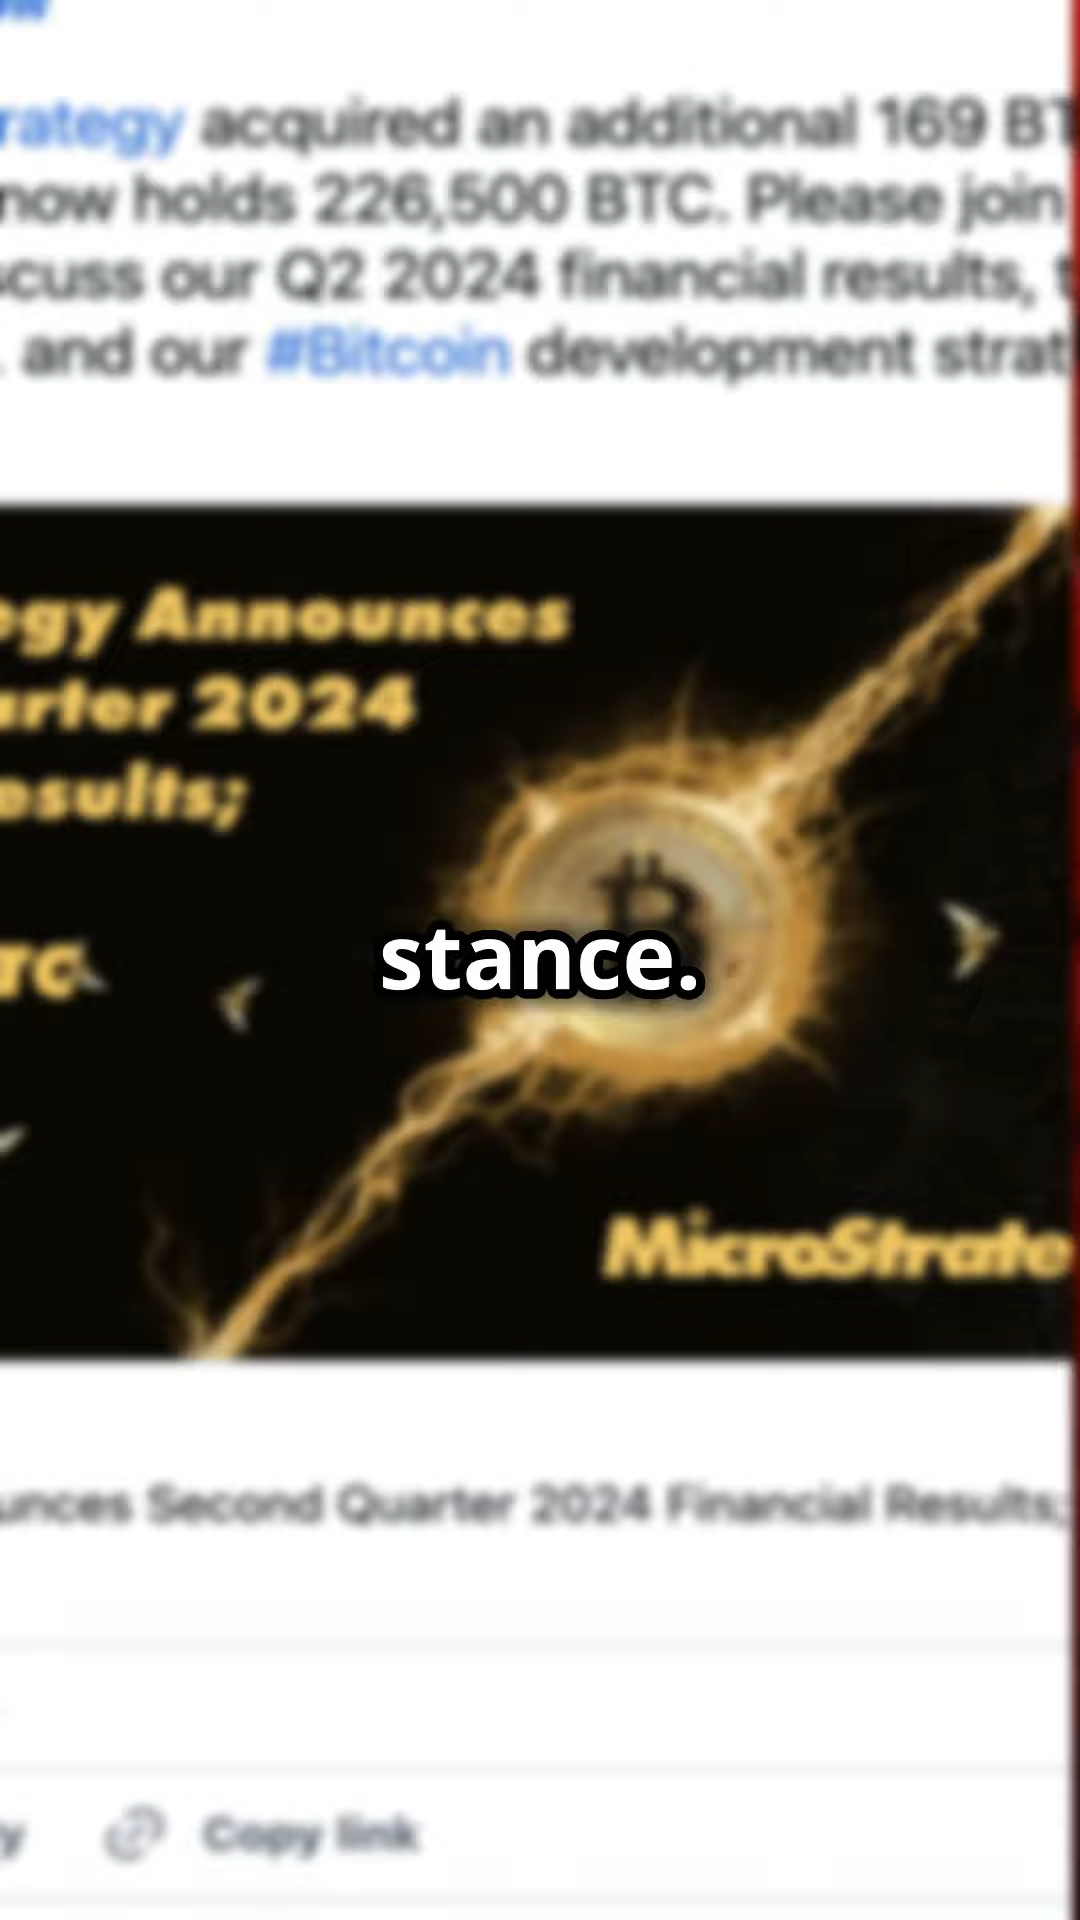 acquired an additional 169
now holds 226,500 BTC. Please join
our Q2 2024 financial results,
and our #Bitcoin development
Announces
2024
stance.
Second Quarter 2024 Financial Results;
Copy link